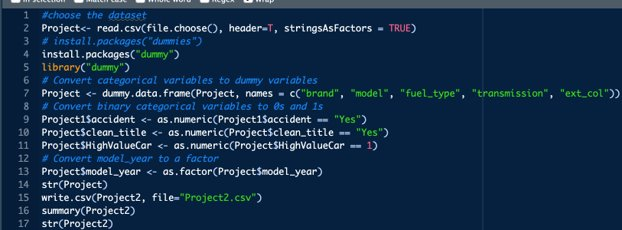 In selection Match case Whole word Regex Wrap
1 #choose the dataset
2 Project<- read.csv(file.choose(), header=T, stringsAsFactors = TRUE)
3 # install.packages("dummies")
4 install.packages("dummy")
5 library("dummy")
6 # Convert categorical variables to dummy variables
7 Project <- dummy.data.frame(Project, names = c("brand", "model", "fuel_type", "transmission", "ext_col"))
8 # Convert binary categorical variables to 0s and 1s
9 Project1$accident <- as.numeric(Project1$accident == "Yes")
10 Project$clean_title <- as.numeric(Project$clean_title == "Yes")
11 Project$HighValueCar <- as.numeric(Project$HighValueCar == 1)
12 # Convert model_year to a factor
13 Project$model_year <- as.factor(Project$model_year)
14 str(Project)
15 write.csv(Project2, file="Project2.csv")
16 summary(Project2)
17 str(Project2)